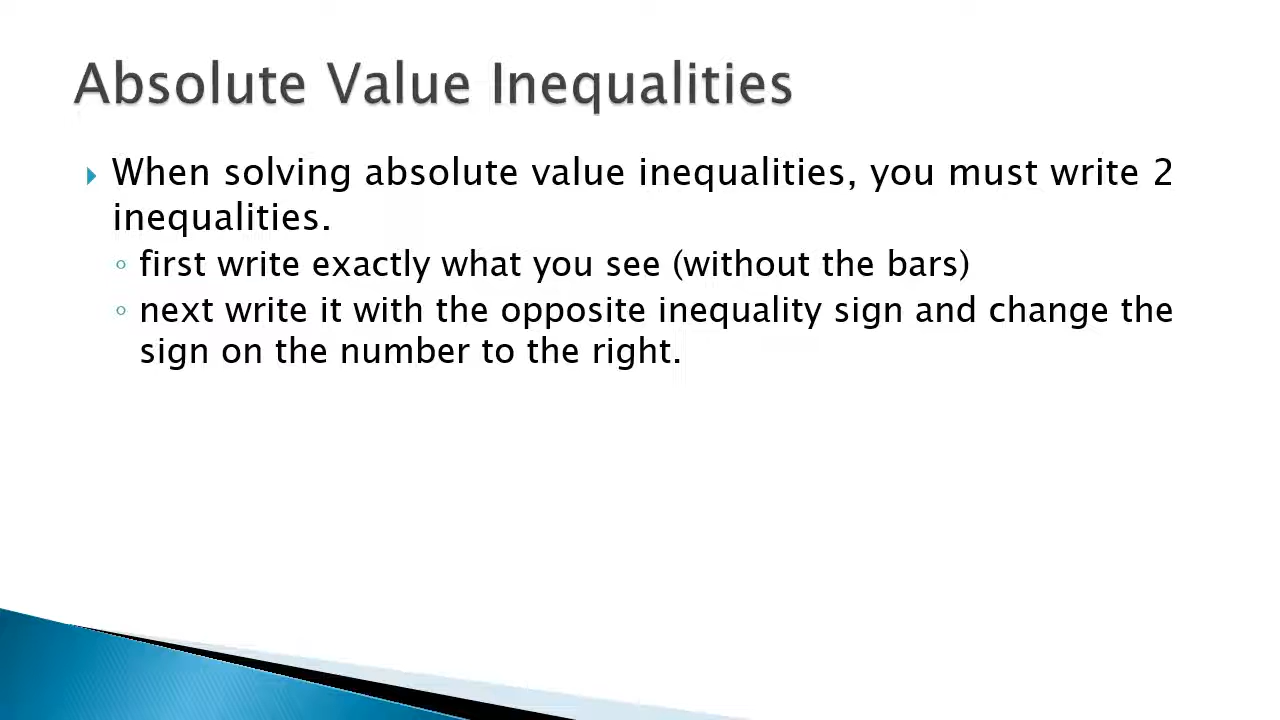 Absolute Value Inequalities
When solving absolute value inequalities, you must write 2
inequalities.
first write exactly what you see (without the bars)
next write it with the opposite inequality sign and change the
sign on the number to the right.